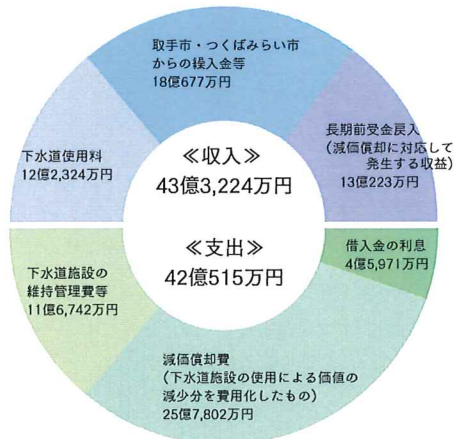 取手市・つくばみらい市
からの繰入金等
18億677万円
長期前受金戻入
(減価償却に対応して
発生する収益)
13億223万円
下水道使用料
12億2,324万円
≪収入≫
43億3,224万円
≪支出≫
42億515万円
借入金の利息
4億5,971万円
下水道施設の
維持管理費等
11億6,742万円
減価償却費
(下水道施設の使用による価値の
減少分を費用化したもの)
25億7,802万円